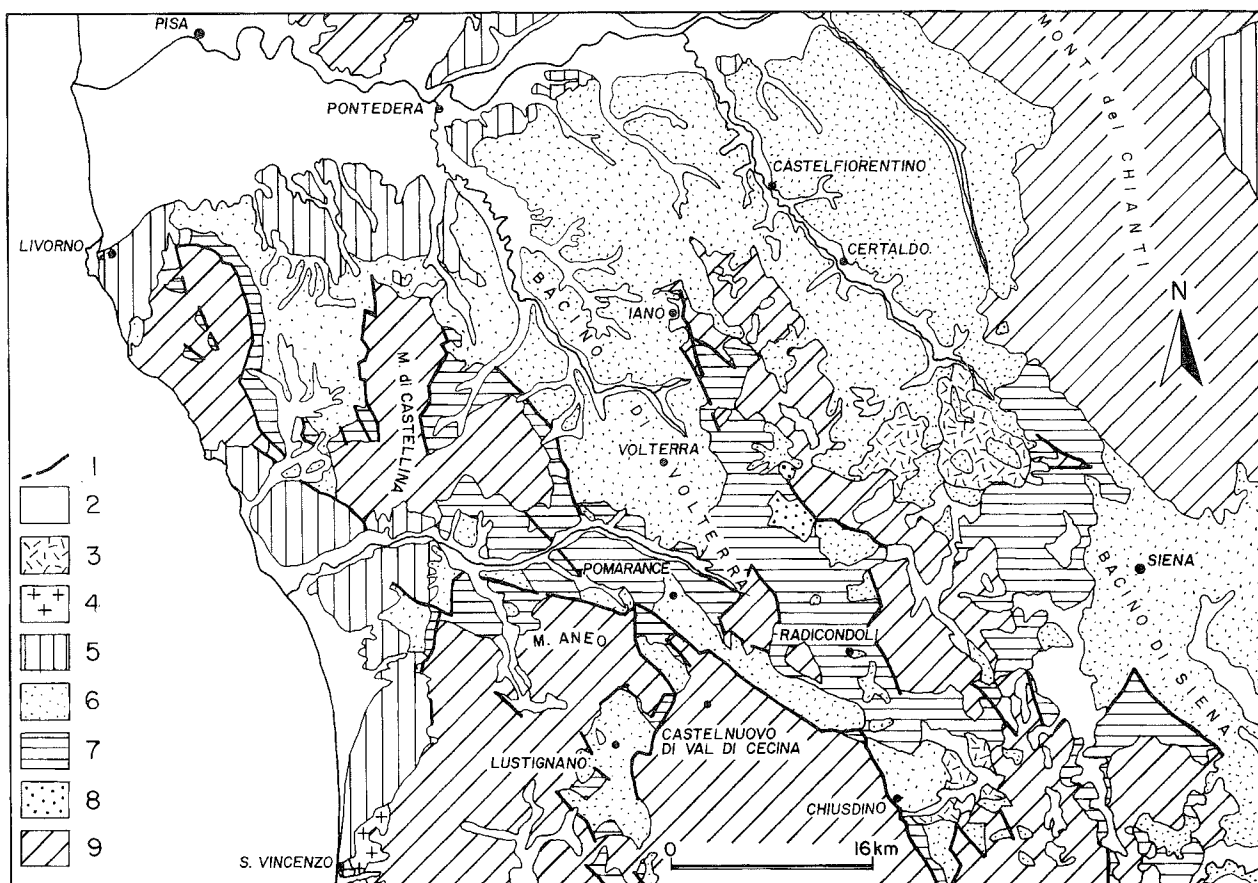 PISA
MONTI del CHIANTI
PONTEDERA
CASTELFIORENTINO
LIVORNO
CERTALDO
BACINO DI VOLTERRA
IANO
N
M. di CASTELLINA
VOLTERRA
1
2
3
4
5
6
7
8
9
SIENA
BACINO DI SIENA
POMARANCE
M. ANEO
RADICONDOLI
CASTELNUOVO
DI VAL DI CECINA
LUSTIGNANO
CHIUSDINO
0 16 km
S. VINCENZO